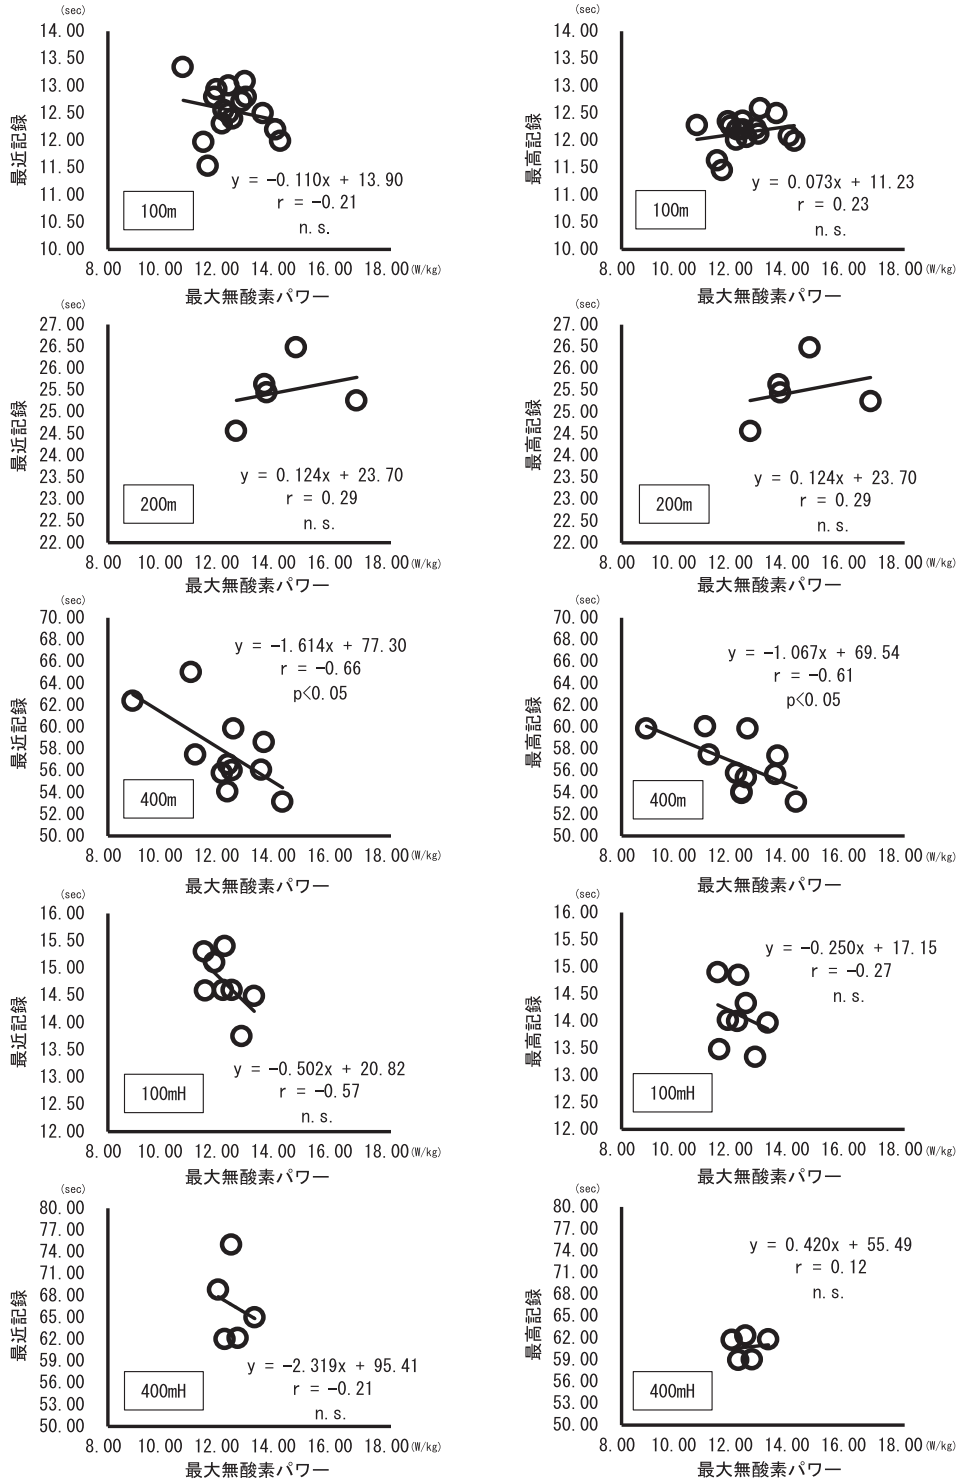 (sec)
14.00
13.50
13.00
12.50
12.00
11.50
11.00
10.50
10.00
最近記録
y = −0.110x + 13.90
r = −0.21
n.s.
100m
8.00 10.00 12.00 14.00 16.00 18.00 (W/kg)
最大無酸素パワー
(sec)
14.00
13.50
13.00
12.50
12.00
11.50
11.00
10.50
10.00
最高記録
y = 0.073x + 11.23
r = 0.23
n.s.
100m
8.00 10.00 12.00 14.00 16.00 18.00 (W/kg)
最大無酸素パワー
(sec)
27.00
26.50
26.00
25.50
25.00
24.50
24.00
23.50
23.00
22.50
22.00
最近記録
y = 0.124x + 23.70
r = 0.29
n.s.
200m
8.00 10.00 12.00 14.00 16.00 18.00 (W/kg)
最大無酸素パワー
(sec)
27.00
26.50
26.00
25.50
25.00
24.50
24.00
23.50
23.00
22.50
22.00
最高記録
y = 0.124x + 23.70
r = 0.29
n.s.
200m
8.00 10.00 12.00 14.00 16.00 18.00 (W/kg)
最大無酸素パワー
(sec)
70.00
68.00
66.00
64.00
62.00
60.00
58.00
56.00
54.00
52.00
50.00
最近記録
y = −1.614x + 77.30
r = −0.66
p<0.05
400m
8.00 10.00 12.00 14.00 16.00 18.00 (W/kg)
最大無酸素パワー
(sec)
70.00
68.00
66.00
64.00
62.00
60.00
58.00
56.00
54.00
52.00
50.00
最高記録
y = −1.067x + 69.54
r = −0.61
p<0.05
400m
8.00 10.00 12.00 14.00 16.00 18.00 (W/kg)
最大無酸素パワー
(sec)
16.00
15.50
15.00
14.50
14.00
13.50
13.00
12.50
12.00
最近記録
y = −0.502x + 20.82
r = −0.57
n.s.
100mH
8.00 10.00 12.00 14.00 16.00 18.00 (W/kg)
最大無酸素パワー
(sec)
16.00
15.50
15.00
14.50
14.00
13.50
13.00
12.50
12.00
最高記録
y = −0.250x + 17.15
r = −0.27
n.s.
100mH
8.00 10.00 12.00 14.00 16.00 18.00 (W/kg)
最大無酸素パワー
(sec)
80.00
77.00
74.00
71.00
68.00
65.00
62.00
59.00
56.00
53.00
50.00
最近記録
y = −2.319x + 95.41
r = −0.21
n.s.
400mH
8.00 10.00 12.00 14.00 16.00 18.00 (W/kg)
最大無酸素パワー
(sec)
80.00
77.00
74.00
71.00
68.00
65.00
62.00
59.00
56.00
53.00
50.00
最高記録
y = 0.420x + 55.49
r = 0.12
n.s.
400mH
8.00 10.00 12.00 14.00 16.00 18.00 (W/kg)
最大無酸素パワー